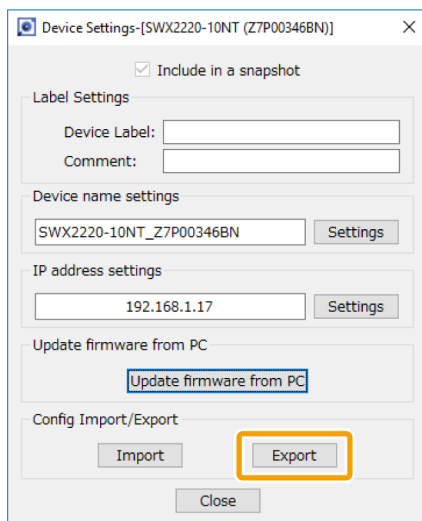 Device Settings-[SWX2220-10NT (Z7P00346BN)]
Include in a snapshot
Label Settings
Device Label:
Comment:
Device name settings
SWX2220-10NT_Z7P00346BN Settings
IP address settings
192.168.1.17 Settings
Update firmware from PC
Update firmware from PC
Config Import/Export
Import Export
Close